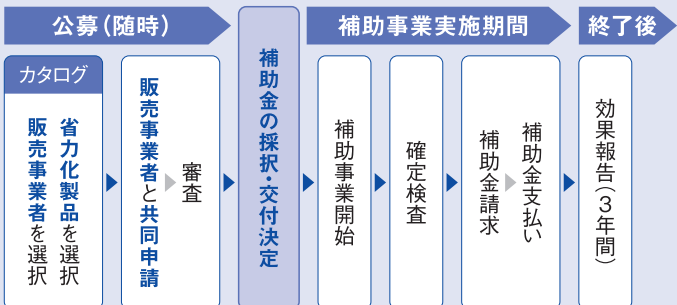 公募（随時）
カタログ
省力化製品を選択
販売事業者を選択
販売事業者と共同申請
審査
補助金の採択・交付決定
補助事業実施期間
補助事業開始
確定検査
補助金請求
補助金支払い
終了後
効果報告（3年間）